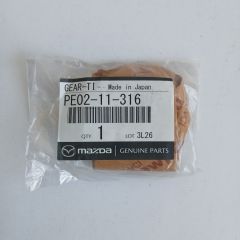 GEAR-TI- Made in Japan
PE02-11-316
QTY 1 LOT 3L26
mazda GENUINE PARTS